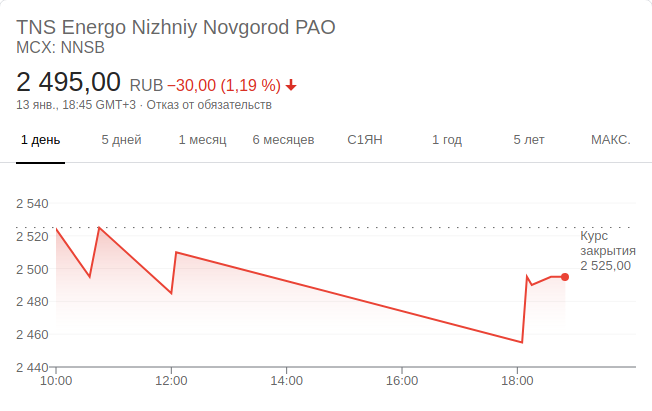 TNS Energo Nizhniy Novgorod PAO
MCX: NNSB
2 495,00 RUB −30,00 (1,19 %)
13 янв., 18:45 GMT+3 · Отказ от обязательств
1 день 5 дней 1 месяц 6 месяцев С1ЯН 1 год 5 лет МАКС.
2 540
2 520
Курс
закрытия
2 525,00
2 500
2 480
2 460
2 440
10:00 12:00 14:00 16:00 18:00